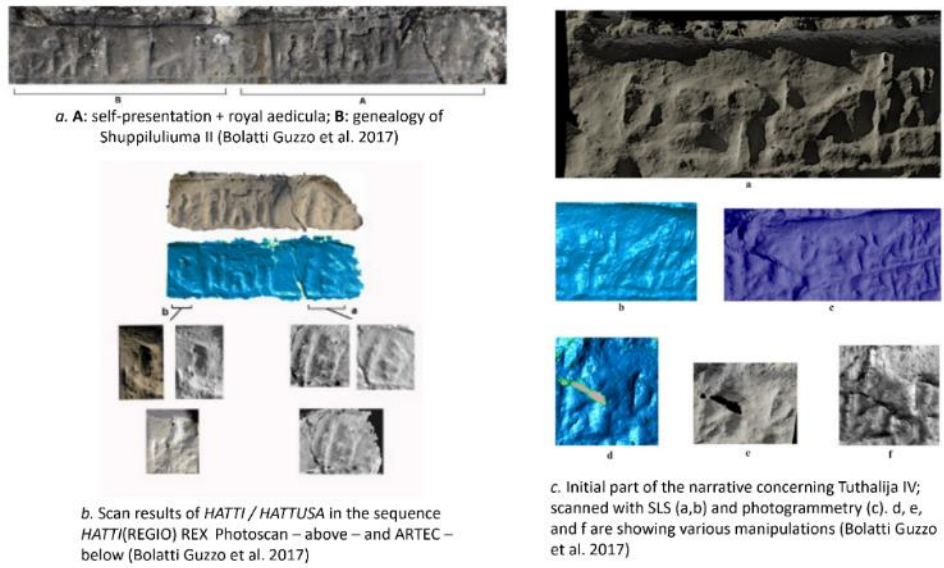 B A
a. A: self-presentation + royal aedicula; B: genealogy of
Shuppiluliuma II (Bolatti Guzzo et al. 2017)
b a
b. Scan results of HATTI / HATTUSA in the sequence
HATTI(REGIO) REX Photoscan – above – and ARTEC –
below (Bolatti Guzzo et al. 2017)
a
b c
d e f
c. Initial part of the narrative concerning Tuthalija IV;
scanned with SLS (a,b) and photogrammetry (c). d, e,
and f are showing various manipulations (Bolatti Guzzo
et al. 2017)